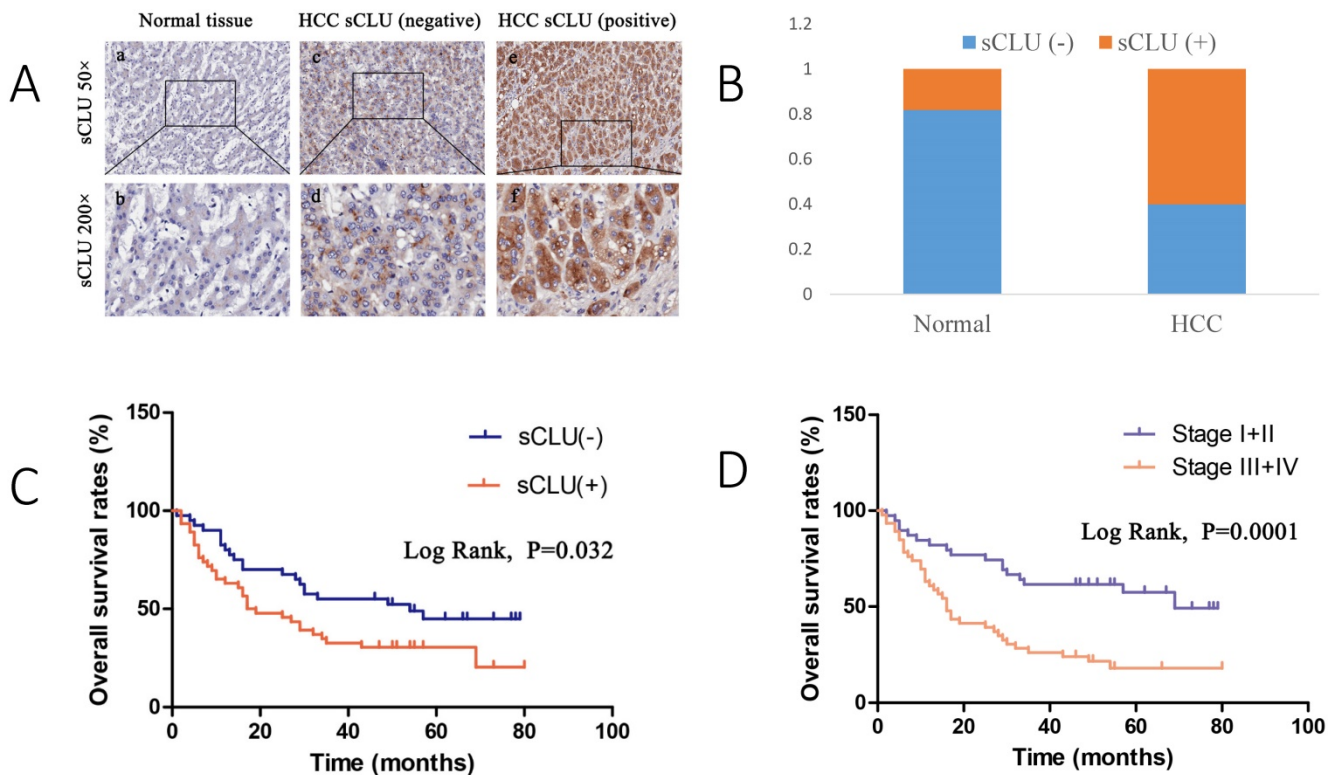 A
Normal tissue
HCC sCLU (negative)
HCC sCLU (positive)
sCLU 50×
a
c
e
sCLU 200×
b
d
f
B
sCLU (-)
sCLU (+)
1.2
1
0.8
0.6
0.4
0.2
0
Normal
HCC
C
Overall survival rates (%)
150
100
50
0
sCLU(-)
sCLU(+)
Log Rank, P=0.032
0 20 40 60 80 100
Time (months)
D
Overall survival rates (%)
150
100
50
0
Stage I+II
Stage III+IV
Log Rank, P=0.0001
0 20 40 60 80 100
Time (months)